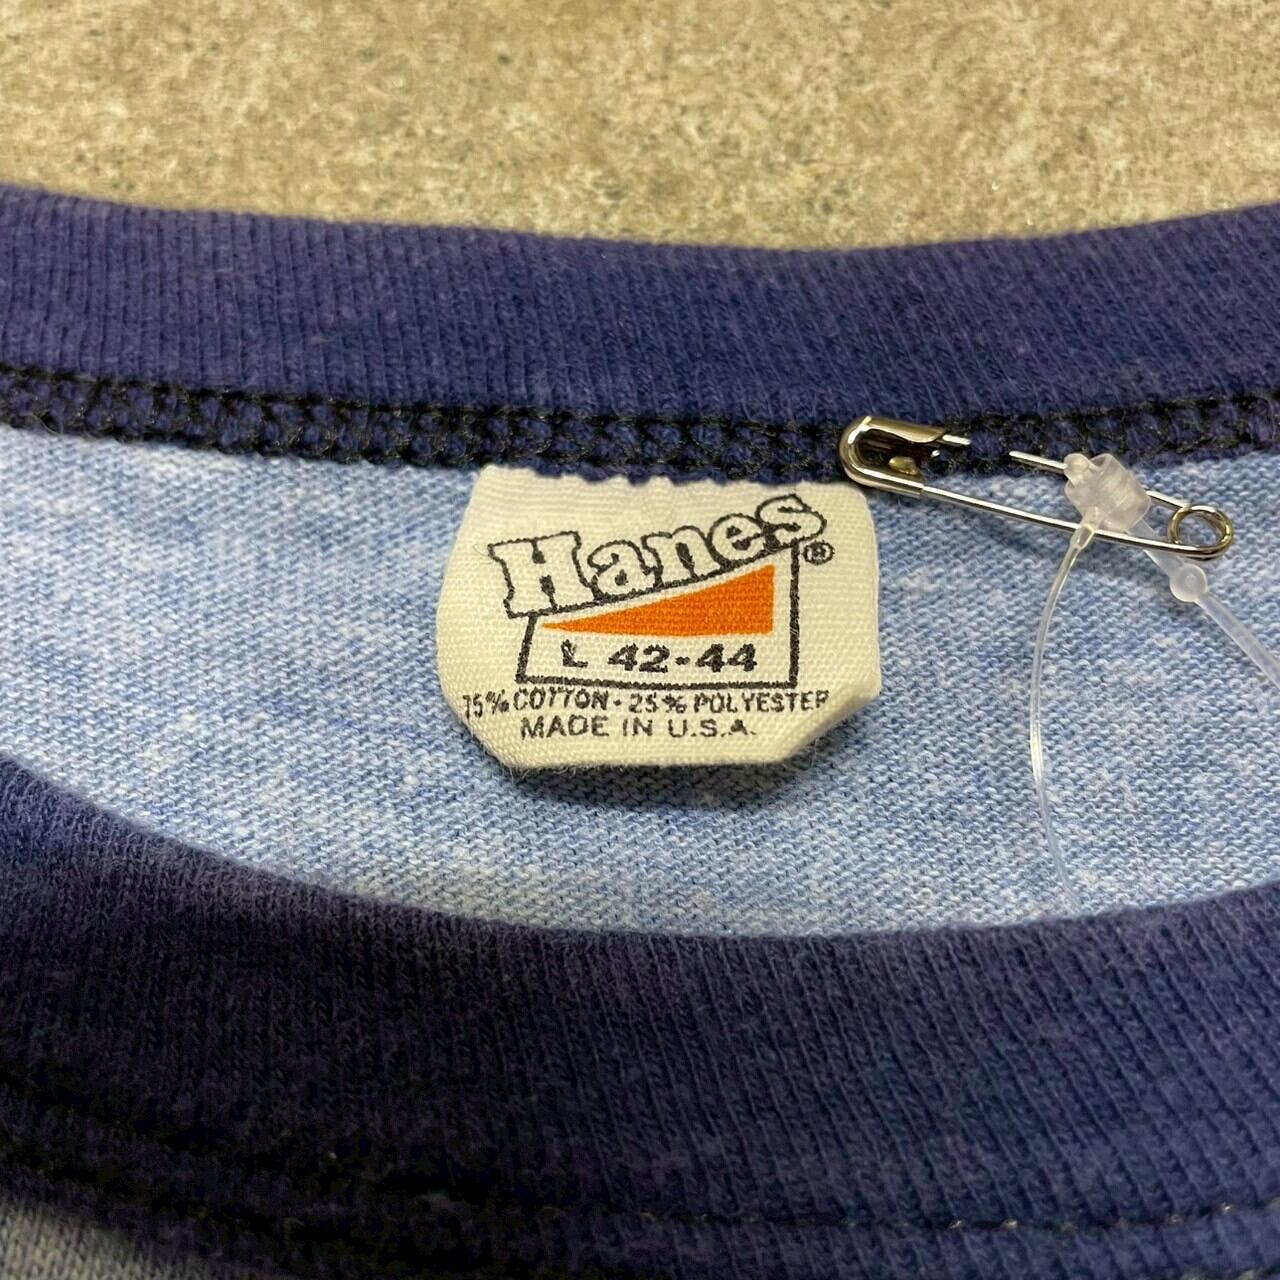 Hanes®
L 42-44
75% COTTON · 25% POLYESTER
MADE IN U.S.A.